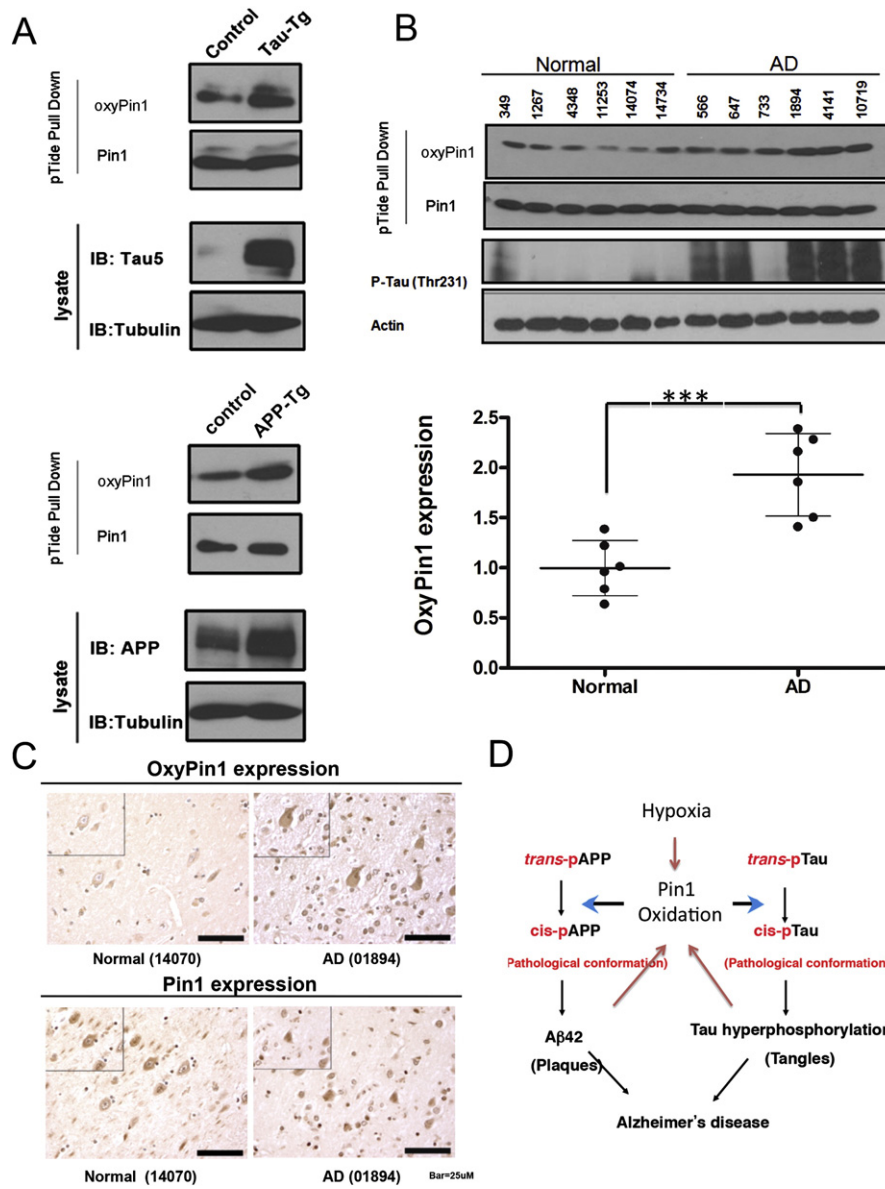 A
Control Tau-Tg
pTide Pull Down
oxyPin1
Pin1
lysate
IB: Tau5
IB:Tubulin
control APP-Tg
pTide Pull Down
oxyPin1
Pin1
lysate
IB: APP
IB:Tubulin
B
Normal AD
349 1267 4348 11253 14074 14734 566 647 733 1894 4141 10719
pTide Pull Down
oxyPin1
Pin1
P-Tau (Thr231)
Actin
OxyPin1 expression
2.5
2.0
1.5
1.0
0.5
0.0
***
Normal AD
C
OxyPin1 expression
Normal (14070) AD (01894)
Pin1 expression
Normal (14070) AD (01894) Bar=25uM
D
Hypoxia
trans-pAPP trans-pTau
Pin1
Oxidation
cis-pAPP cis-pTau
Pathological conformation) (Pathological conformation
Aβ42 Tau hyperphosphorylation
(Plaques) (Tangles)
Alzheimer's disease